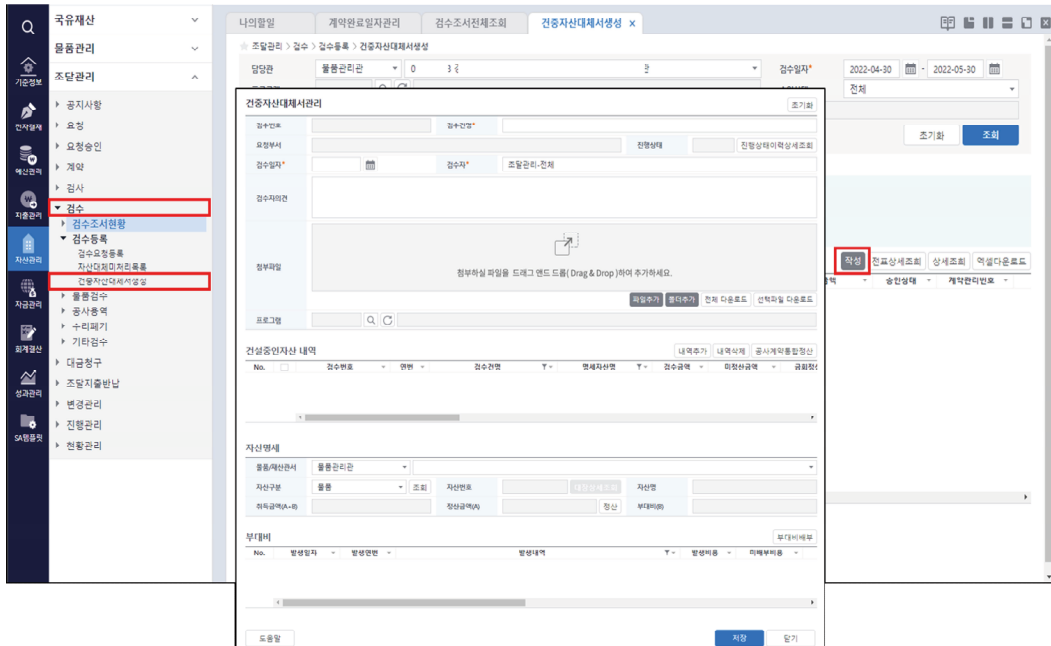 국유재산
물품관리
조달관리
기준정보
전자결재
예산관리
지출관리
자산관리
자금관리
회계결산
성과관리
SA템플릿
공지사항
요청
요청승인
계약
검사
검수
검수조서현황
검수등록
검수요청등록
자산대체미처리목록
건중자산대체서생성
물품검수
공사용역
수리폐기
기타검수
대금청구
조달지출반납
변경관리
진행관리
현황관리
나의할일 계약완료일자관리 검수조서전체조회 건중자산대체서생성 ×
조달관리 > 검수 > 검수등록 > 건중자산대체서생성
담당관 물품관리관 0 검수일자* 2022-04-30 - 2022-05-30
전체
초기화 조회
작성 전표상세조회 상세조회 엑셀다운로드
승인상태 계약관리번호
건중자산대체서관리 초기화
검수번호 검수건명*
요청부서 진행상태 진행상태이력상세조회
검수일자* 검수자* 조달관리-전체
검수자의견
첨부파일 첨부하실 파일을 드래그 앤드 드롭( Drag & Drop )하여 추가하세요.
파일추가 폴더추가 전체 다운로드 선택파일 다운로드
프로그램
건설중인자산 내역 내역추가 내역삭제 공사계약통합정산
No. 검수번호 연번 검수건명 명세자산명 검수금액 미정산금액 금회정산
자산명세
물품/재산관서 물품관리관
자산구분 물품 조회 자산번호 대장상세조회 자산명
취득금액(A+B) 정산금액(A) 정산 부대비(B)
부대비 부대비배부
No. 발생일자 발생연번 발생내역 발생비용 미배부비용
도움말 저장 닫기